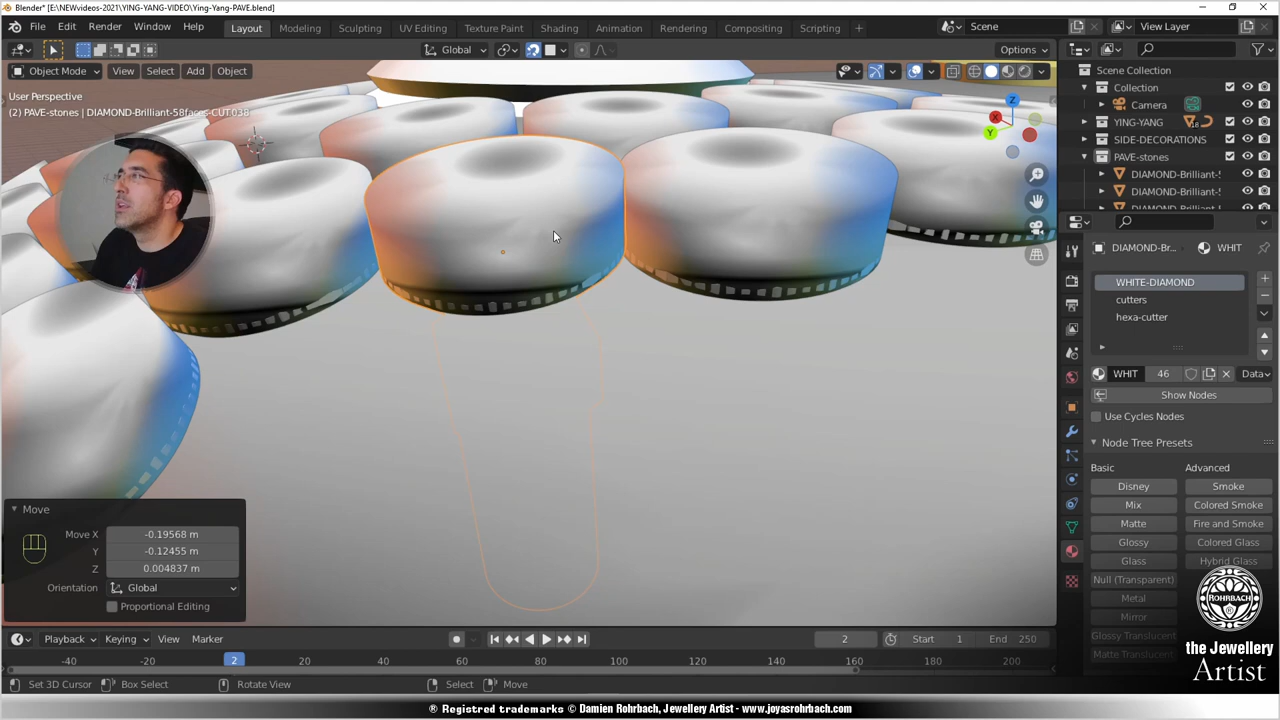 Blender* [E:\NEWvideos-2021\YING-YANG-VIDEO\Ying-Yang-PAVE.blend]
File Edit Render Window Help Layout Modeling Sculpting UV Editing Texture Paint Shading Animation Rendering Compositing Scripting + Scene View Layer
Global Options
Object Mode View Select Add Object
User Perspective
(2) PAVE-stones | DIAMOND-Brilliant-58faces-CUT.038
Z
X
Y
Scene Collection
Collection
Camera
YING-YANG
SIDE-DECORATIONS
PAVE-stones
DIAMOND-Brilliant-5
DIAMOND-Brilliant-5
DIAMOND-Br... WHIT
WHITE-DIAMOND
cutters
hexa-cutter
WHIT 46 Data
Show Nodes
Use Cycles Nodes
Node Tree Presets
Basic Advanced
Disney Smoke
Mix Colored Smoke
Matte Fire and Smoke
Glossy Colored Glass
Glass Hybrid Glass
Null (Transparent)
Metal
Mirror
Glossy Translucent
Matte Translucent
Move
Move X -0.19568 m
Y -0.12455 m
Z 0.004837 m
Orientation Global
Proportional Editing
ROHRBACH
the Jewellery
Artist
Playback Keying View Marker 2 Start 1 End 250
-40 -20 2 20 40 60 80 100 120 140 160 180 200
Set 3D Cursor Box Select Rotate View Select Move
® Registered trademarks © Damien Rohrbach, Jewellery Artist - www.joyasrohrbach.com